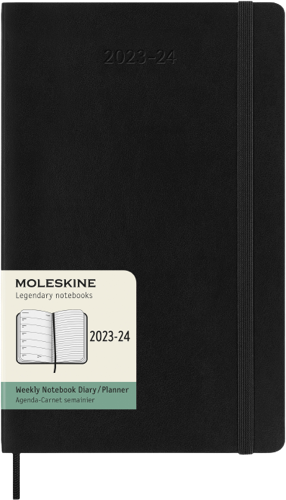 2023-24
MOLESKINE
Legendary notebooks
2023-24
Weekly Notebook Diary/Planner
Agenda-Carnet semainier